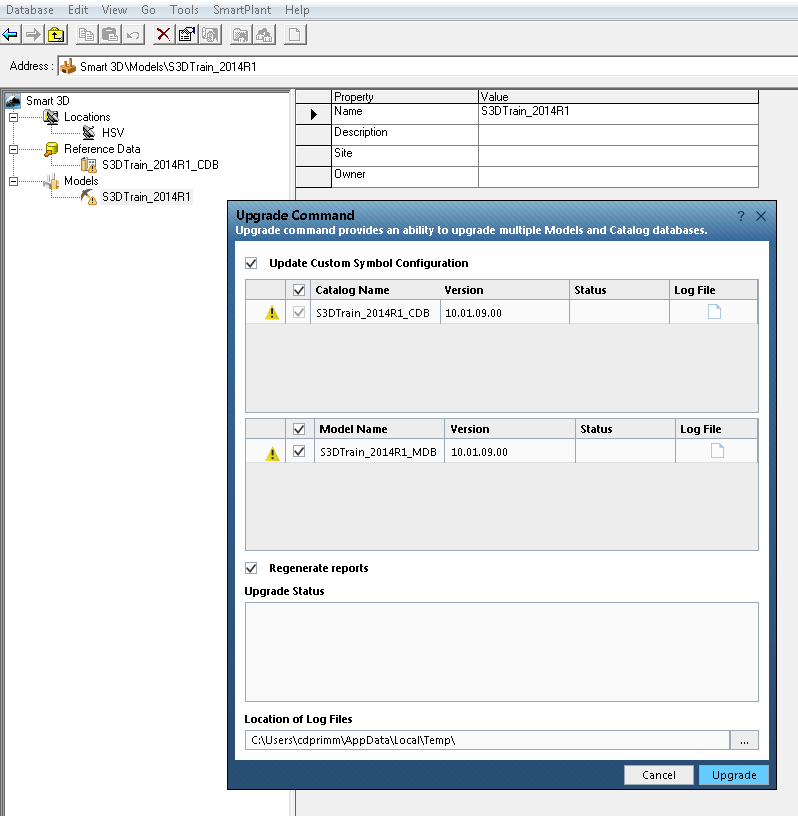 Database Edit View Go Tools SmartPlant Help
Address : Smart 3D\Models\S3DTrain_2014R1
Smart 3D
Locations
HSV
Reference Data
S3DTrain_2014R1_CDB
Models
S3DTrain_2014R1
Property Value
Name S3DTrain_2014R1
Description
Site
Owner
Upgrade Command ?
Upgrade command provides an ability to upgrade multiple Models and Catalog databases.
Update Custom Symbol Configuration
Catalog Name Version Status Log File
S3DTrain_2014R1_CDB 10.01.09.00
Model Name Version Status Log File
S3DTrain_2014R1_MDB 10.01.09.00
Regenerate reports
Upgrade Status
Location of Log Files
C:\Users\cdprimm\AppData\Local\Temp\ ...
Cancel Upgrade